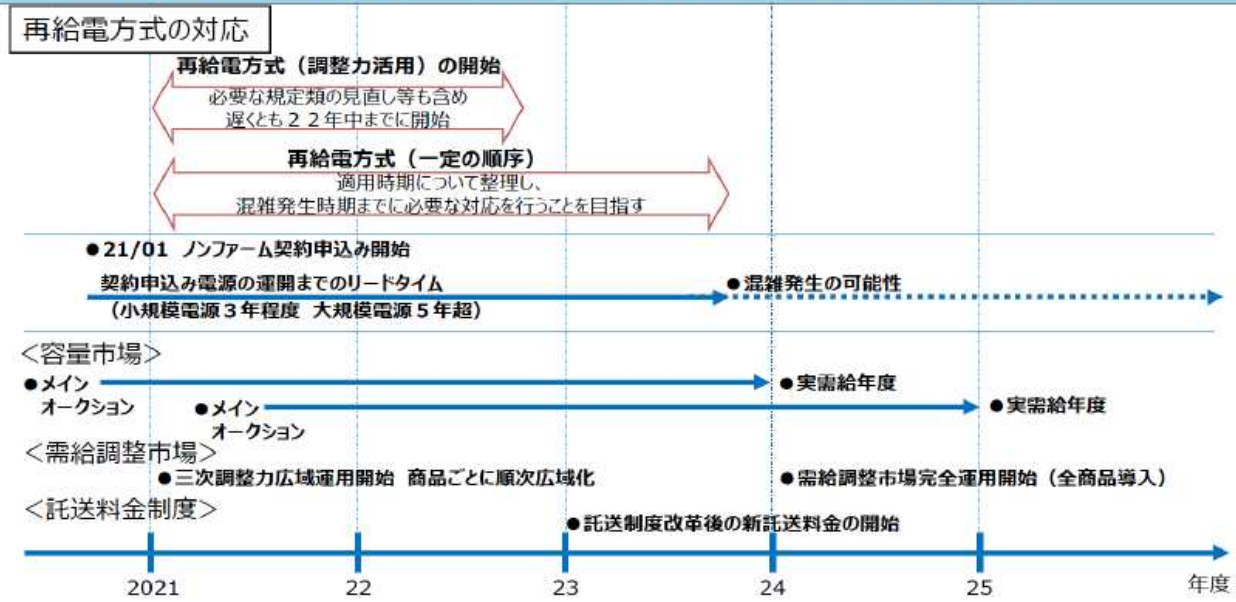 再給電方式の対応
再給電方式（調整力活用）の開始
必要な規定類の見直し等も含め
遅くとも２２年中までに開始
再給電方式（一定の順序）
適用時期について整理し、
混雑発生時期までに必要な対応を行うことを目指す
●21/01 ノンファーム契約申込み開始
契約申込み電源の運開までのリードタイム
（小規模電源３年程度 大規模電源５年超）
●混雑発生の可能性
＜容量市場＞
●メイン
オークション
●実需給年度
●メイン
オークション
●実需給年度
＜需給調整市場＞
●三次調整力広域運用開始 商品ごとに順次広域化
●需給調整市場完全運用開始（全商品導入）
＜託送料金制度＞
●託送制度改革後の新託送料金の開始
2021 22 23 24 25 年度